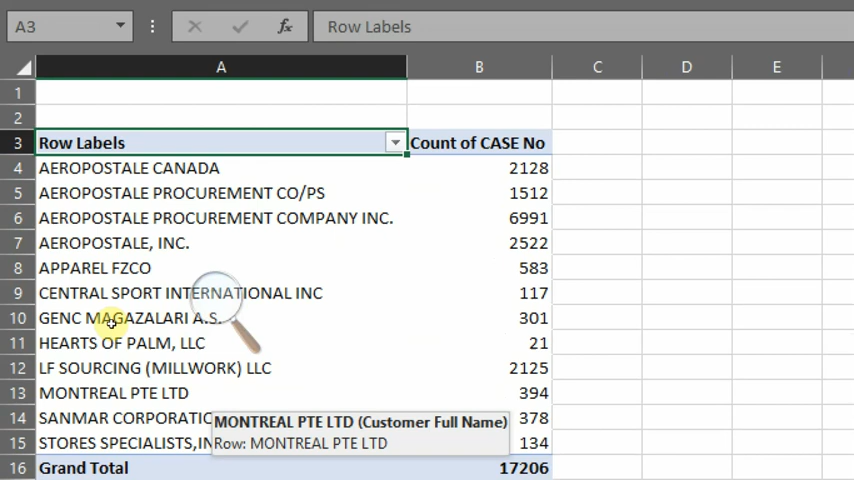 A3 fx Row Labels
A B C D E
1
2
3 Row Labels Count of CASE No
4 AEROPOSTALE CANADA 2128
5 AEROPOSTALE PROCUREMENT CO/PS 1512
6 AEROPOSTALE PROCUREMENT COMPANY INC. 6991
7 AEROPOSTALE, INC. 2522
8 APPAREL FZCO 583
9 CENTRAL SPORT INTERNATIONAL INC 117
10 GENC MAGAZALARI A.S. 301
11 HEARTS OF PALM, LLC 21
12 LF SOURCING (MILLWORK) LLC 2125
13 MONTREAL PTE LTD 394
14 SANMAR CORPORATIO MONTREAL PTE LTD (Customer Full Name) 378
15 STORES SPECIALISTS,IN Row: MONTREAL PTE LTD 134
16 Grand Total 17206